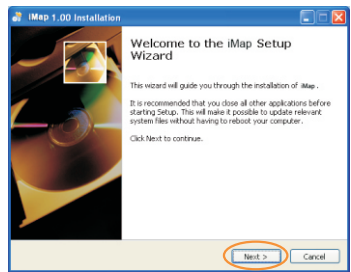 iMap 1.00 Installation
Welcome to the iMap Setup
Wizard
This wizard will guide you through the installation of iMap .
It is recommended that you close all other applications before
starting Setup. This will make it possible to update relevant
system files without having to reboot your computer.
Click Next to continue.
Next >
Cancel